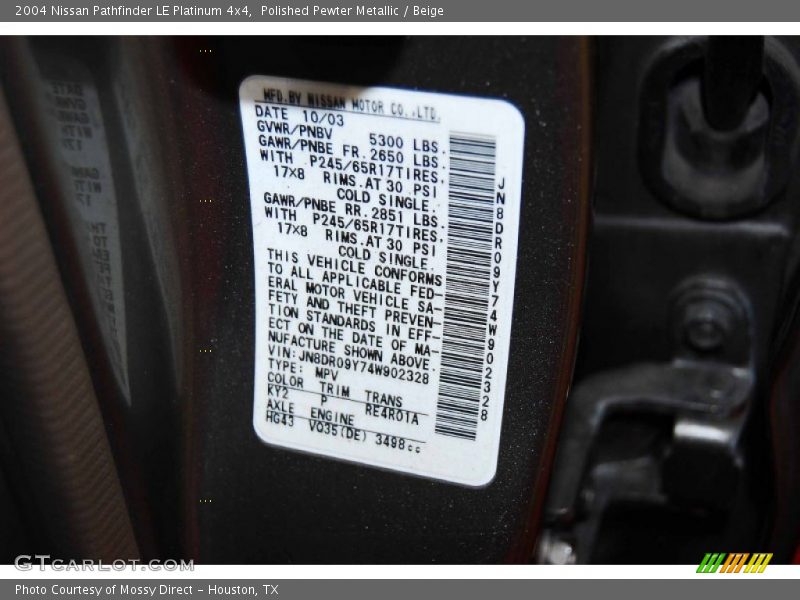 2004 Nissan Pathfinder LE Platinum 4x4,  Polished Pewter Metallic / Beige
MFD.BY NISSAN MOTOR CO.,LTD.
DATE 10/03
GVWR/PNBV 5300 LBS.
GAWR/PNBE FR.2650 LBS.
WITH P245/65R17TIRES.
17X8 RIMS.AT 30 PSI
COLD SINGLE.
GAWR/PNBE RR.2851 LBS.
WITH P245/65R17TIRES.
17X8 RIMS.AT 30 PSI
COLD SINGLE.
THIS VEHICLE CONFORMS
TO ALL APPLICABLE FED-
ERAL MOTOR VEHICLE SA-
FETY AND THEFT PREVEN-
TION STANDARDS IN EFF-
ECT ON THE DATE OF MA-
NUFACTURE SHOWN ABOVE.
VIN:JN8DR09Y74W902328
TYPE: MPV
COLOR TRIM TRANS
KY2 P RE4R01A
AXLE ENGINE
HG43 VQ35(DE) 3498cc
JN8DR09Y74W902328
GTCARLOT.COM
Photo Courtesy of Mossy Direct - Houston, TX